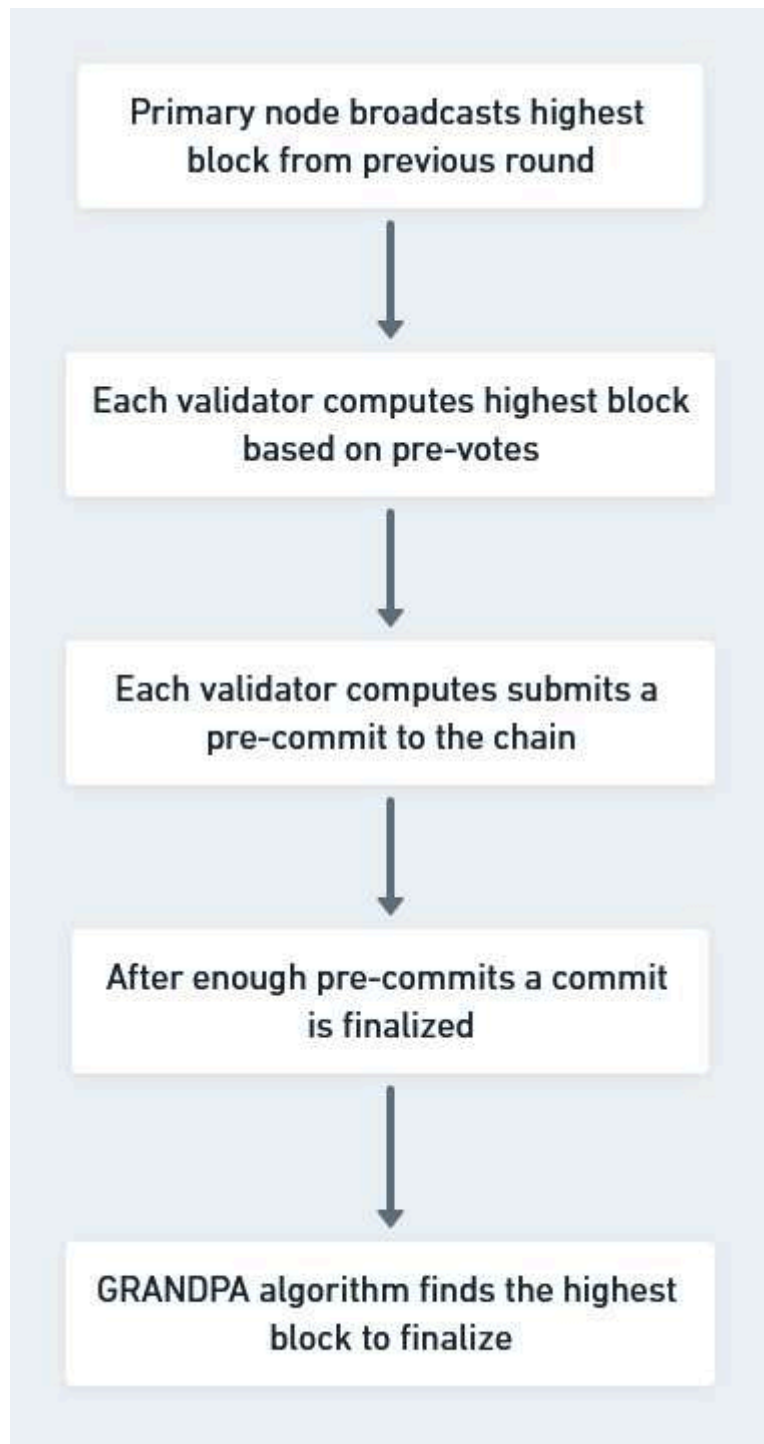 Primary node broadcasts highest
block from previous round
Each validator computes highest block
based on pre-votes
Each validator computes submits a
pre-commit to the chain
After enough pre-commits a commit
is finalized
GRANDPA algorithm finds the highest
block to finalize